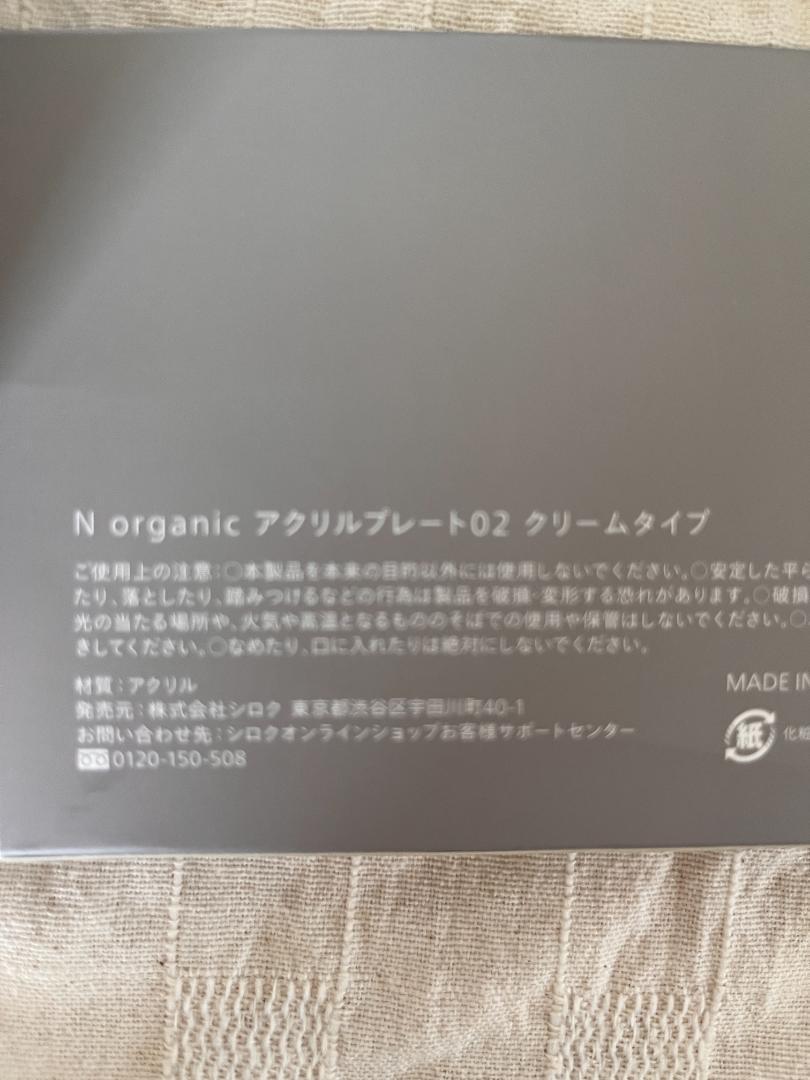 N organic アクリルプレート02 クリームタイプ
ご使用上の注意:○本製品を本来の目的以外には使用しないでください。○安定した平ら
たり、落としたり、踏みつけるなどの行為は製品を破損・変形する恐れがあります。○破損
光の当たる場所や、火気や高温となるもののそばでの使用や保管はしないでください。○
きしてください。○なめたり、口に入れたりは絶対にしないでください。
材質:アクリル
発売元:株式会社シロク 東京都渋谷区宇田川町40-1
お問い合わせ先:シロクオンラインショップお客様サポートセンター
0120-150-508
MADE IN
紙 化粧